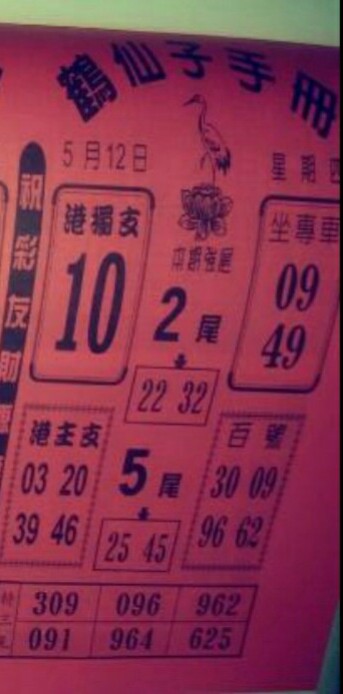 鶴仙子手冊
5月12日
星期四
祝彩友財
港獨支
10
2尾
22 32
坐專車
09
49
港主支
03 20
39 46
5尾
25 45
百號
30 09
96 62
309 096 962
091 964 625